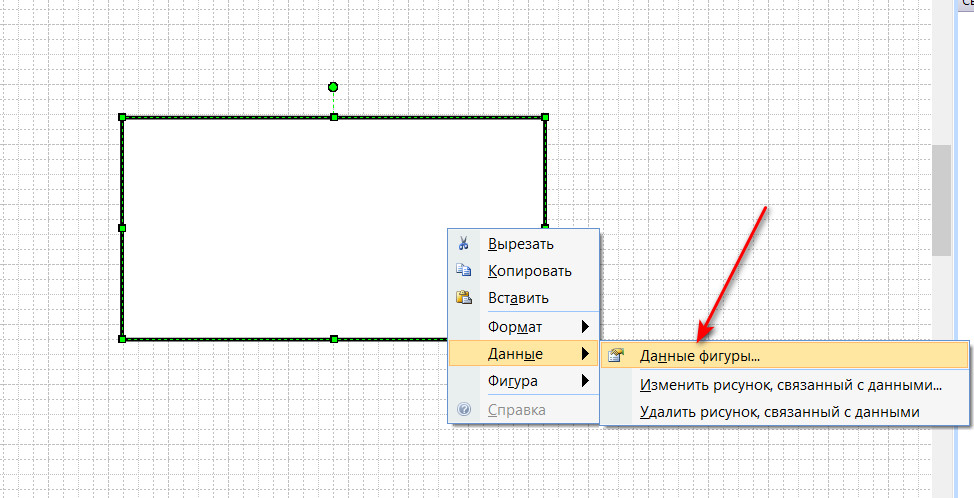 Вырезать
Копировать
Вставить
Формат
Данные
Фигура
Справка
Данные фигуры...
Изменить рисунок, связанный с данными...
Удалить рисунок, связанный с данными